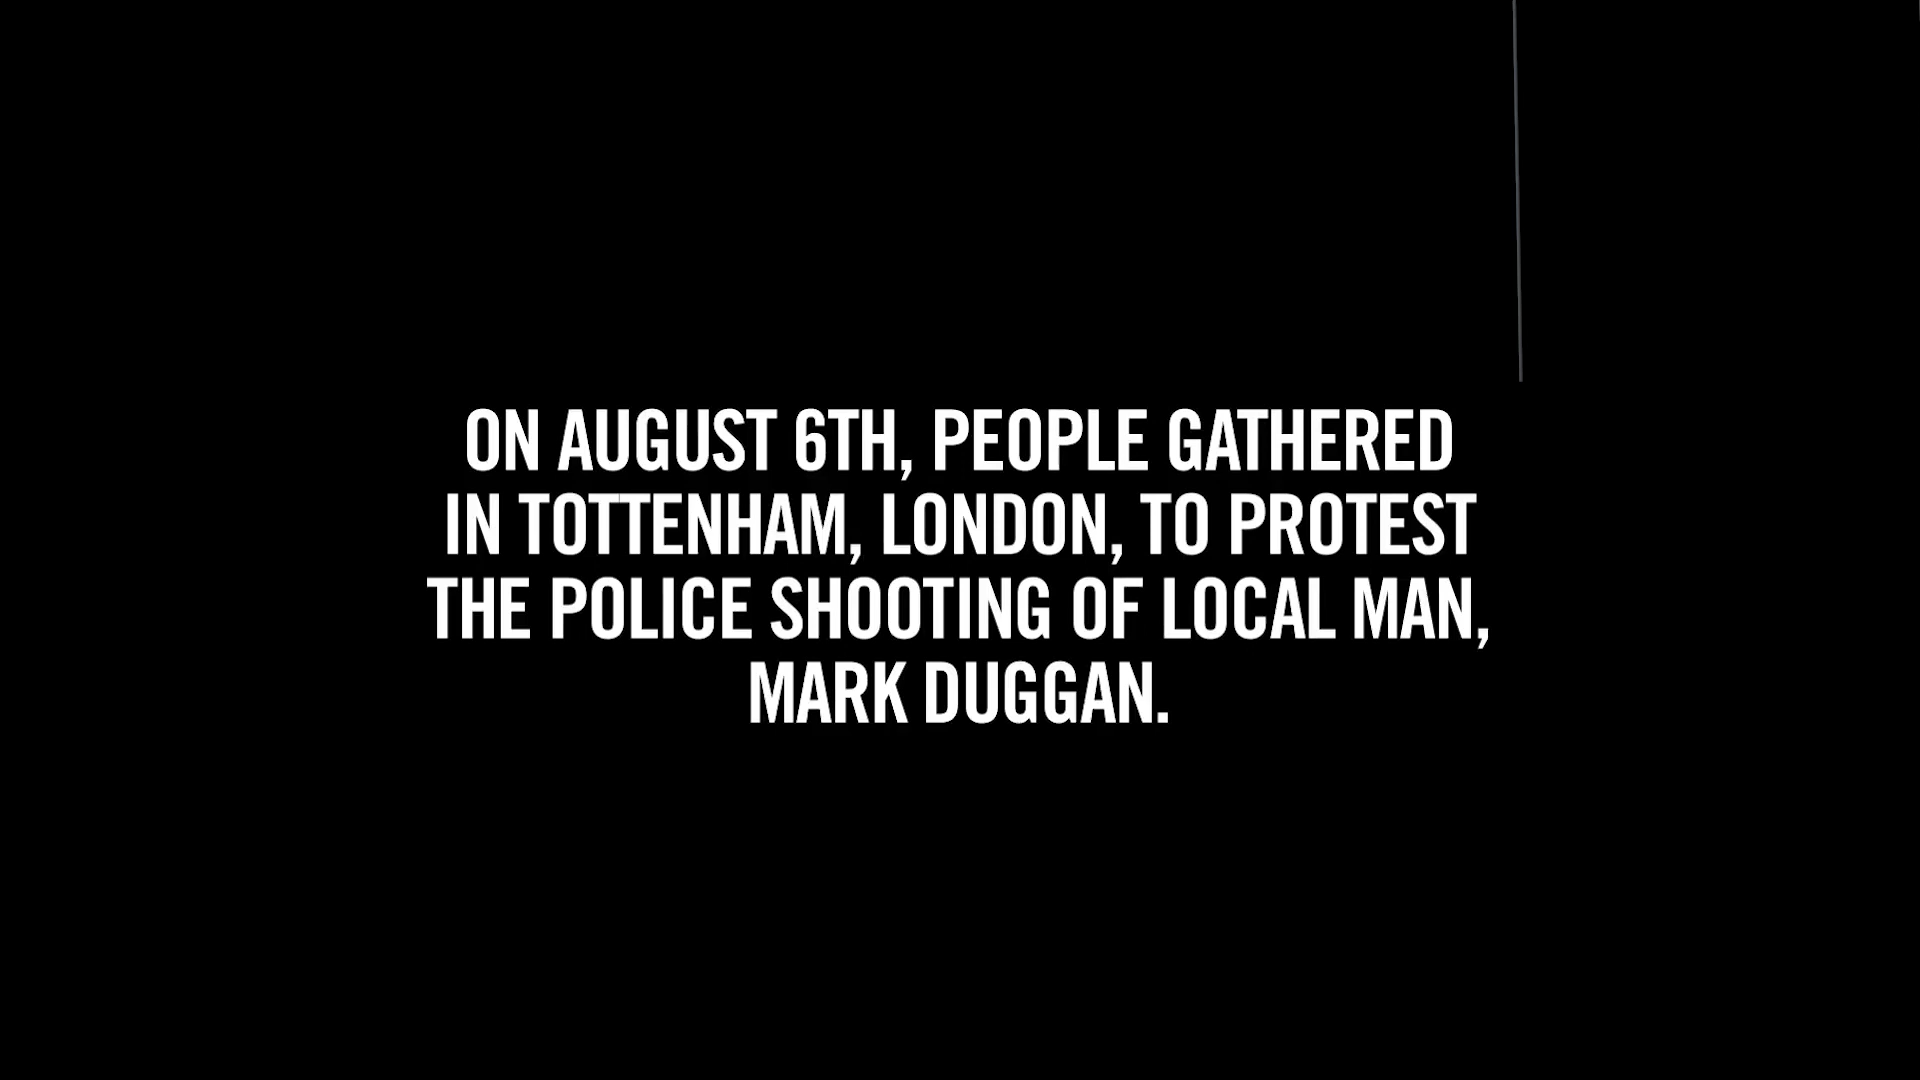 ON AUGUST 6TH, PEOPLE GATHERED
IN TOTTENHAM, LONDON, TO PROTEST
THE POLICE SHOOTING OF LOCAL MAN,
MARK DUGGAN.